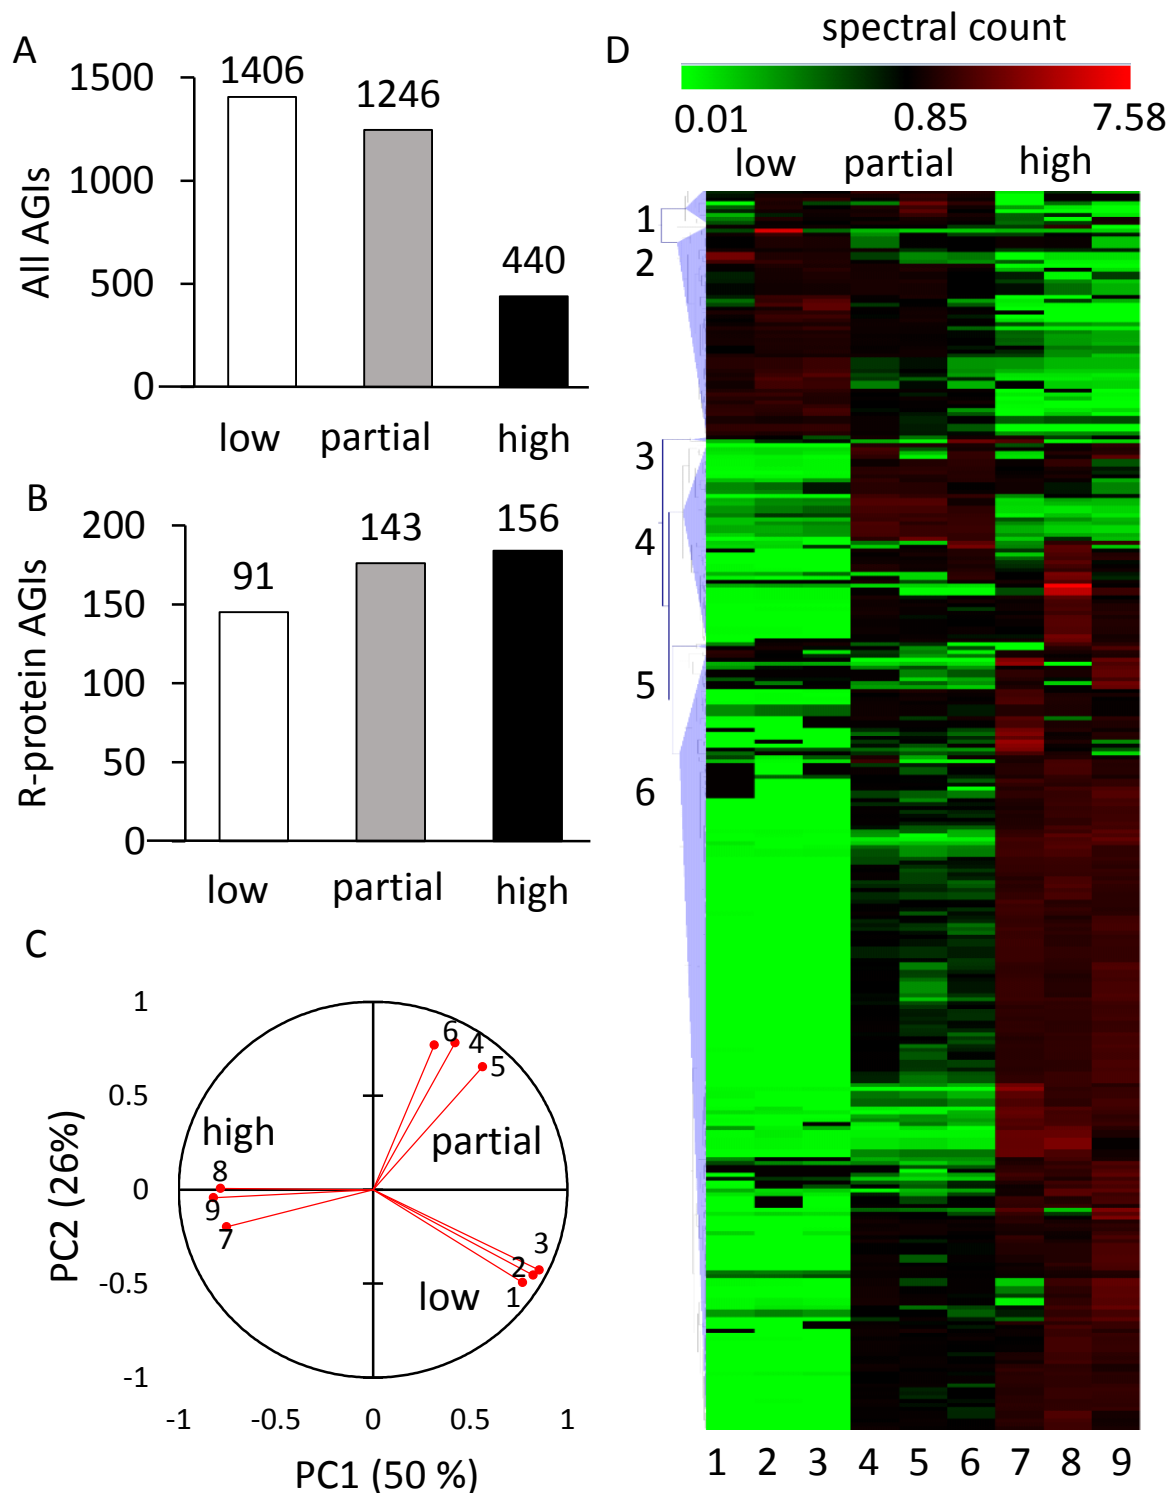 A
1500
1000
500
0
All AGIs
1406
1246
440
low partial high
B
200
150
100
50
0
R-protein AGIs
91
143
156
low partial high
C
1
0.5
0
-0.5
-1
PC2 (26%)
high
8
9
7
6
4
5
partial
3
2
1
low
-1 -0.5 0 0.5 1
PC1 (50 %)
D
spectral count
0.01 0.85 7.58
low partial high
1
2
3
4
5
6
1 2 3 4 5 6 7 8 9